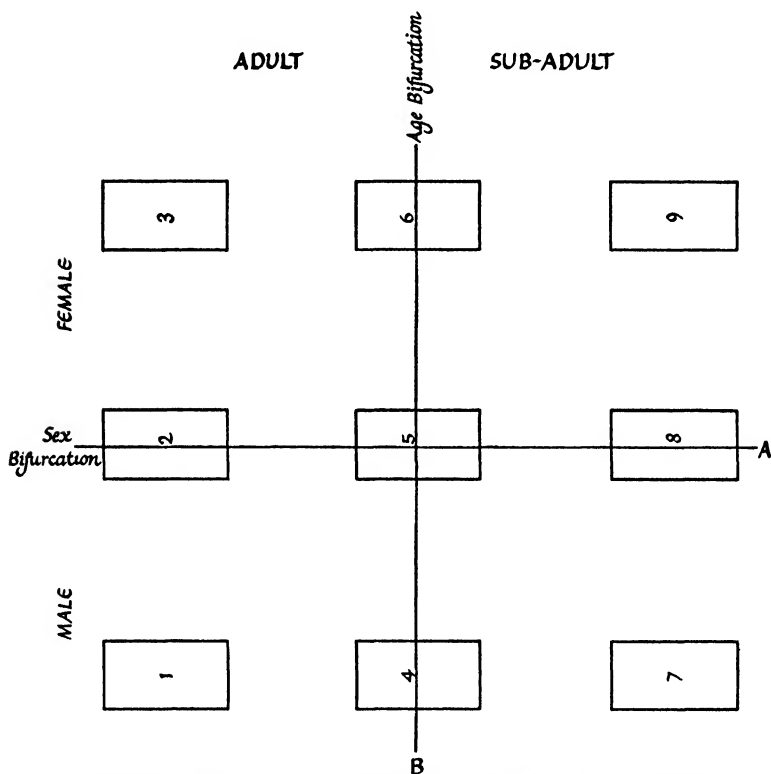 ADULT
SUB-ADULT
Age Bifurcation
3
6
9
FEMALE
Sex
Bifurcation
2
5
8
A
MALE
1
4
7
B